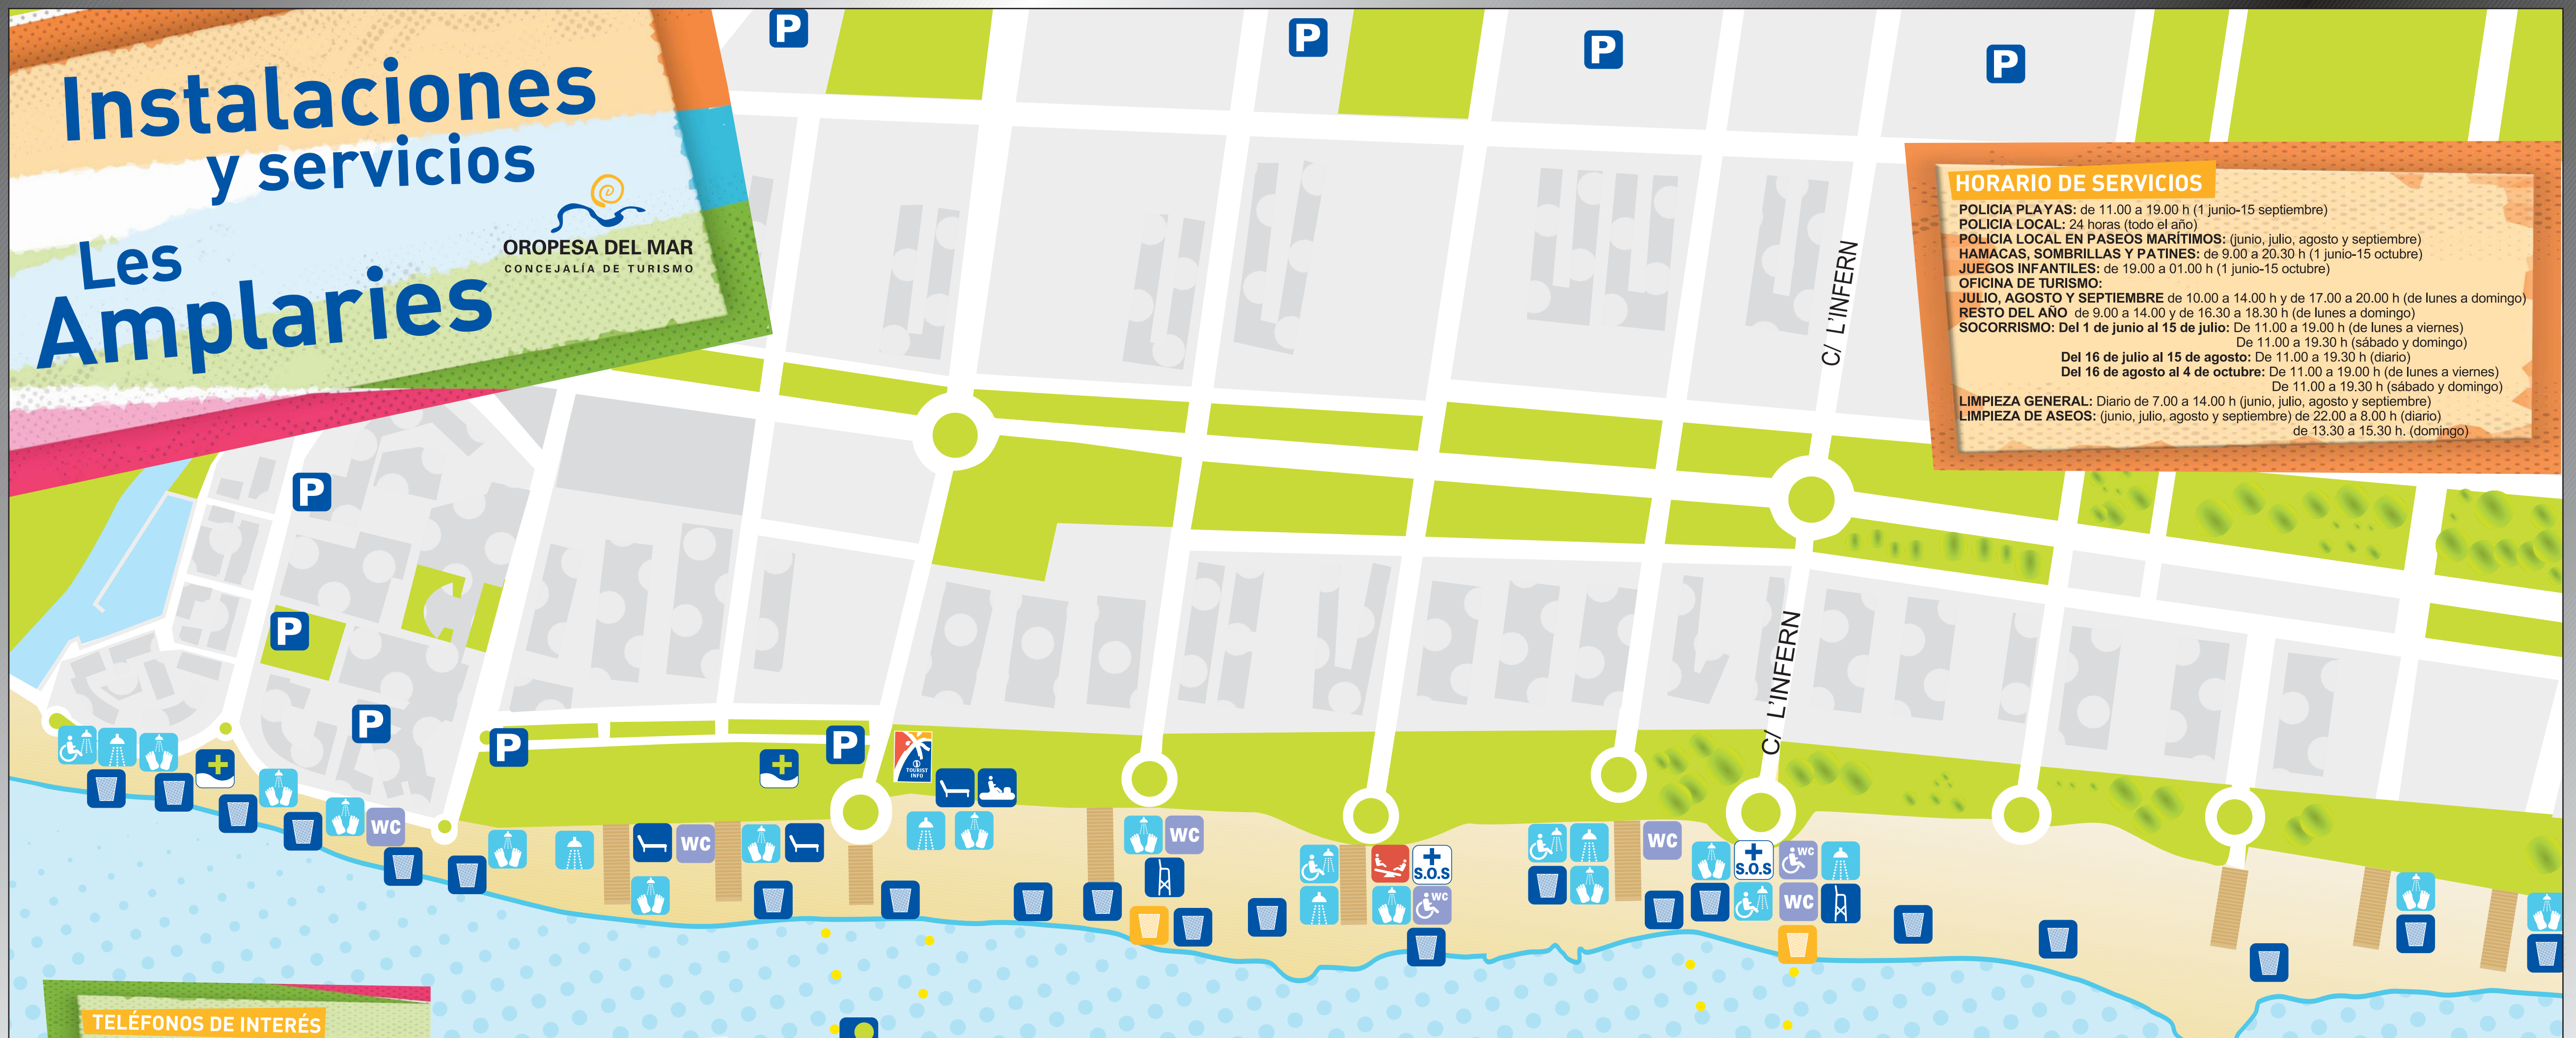 Instalaciones
y servicios
Les
Amplaries
OROPESA DEL MAR
CONCEJALÍA DE TURISMO
P
P
P
P
HORARIO DE SERVICIOS
POLICIA PLAYAS: de 11.00 a 19.00 h (1 junio-15 septiembre)
POLICIA LOCAL: 24 horas (todo el año)
POLICIA LOCAL EN PASEOS MARÍTIMOS: (junio, julio, agosto y septiembre)
HAMACAS, SOMBRILLAS Y PATINES: de 9.00 a 20.30 h (1 junio-15 octubre)
JUEGOS INFANTILES: de 19.00 a 01.00 h (1 junio-15 octubre)
OFICINA DE TURISMO:
JULIO, AGOSTO Y SEPTIEMBRE de 10.00 a 14.00 h y de 17.00 a 20.00 h (de lunes a domingo)
RESTO DEL AÑO de 9.00 a 14.00 y de 16.30 a 18.30 h (de lunes a domingo)
SOCORRISMO: Del 1 de junio al 15 de julio: De 11.00 a 19.00 h (de lunes a viernes)
De 11.00 a 19.30 h (sábado y domingo)
Del 16 de julio al 15 de agosto: De 11.00 a 19.30 h (diario)
Del 16 de agosto al 4 de octubre: De 11.00 a 19.00 h (de lunes a viernes)
De 11.00 a 19.30 h (sábado y domingo)
LIMPIEZA GENERAL: Diario de 7.00 a 14.00 h (junio, julio, agosto y septiembre)
LIMPIEZA DE ASEOS: (junio, julio, agosto y septiembre) de 22.00 a 8.00 h (diario)
de 13.30 a 15.30 h. (domingo)
C/ L'INFERN
P
P
P
P
P
C/ L'INFERN
TOURIST
INFO
WC
WC
WC
S.O.S
WC
WC
S.O.S
WC
WC
TELÉFONOS DE INTERÉS